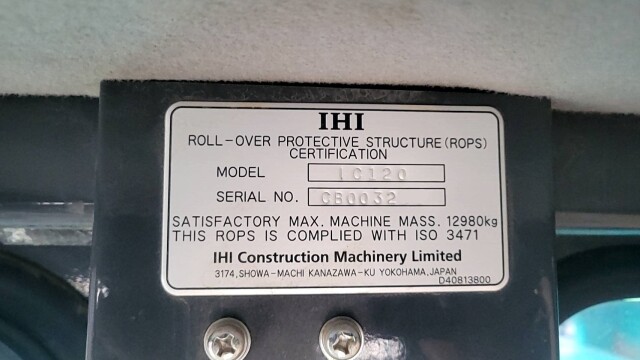 IHI
ROLL-OVER PROTECTIVE STRUCTURE (ROPS)
CERTIFICATION
MODEL IC120
SERIAL NO. CB0032
SATISFACTORY MAX. MACHINE MASS. 12980kg
THIS ROPS IS COMPLIED WITH ISO 3471
IHI Construction Machinery Limited
3174,SHOWA-MACHI KANAZAWA-KU YOKOHAMA,JAPAN
D40813800